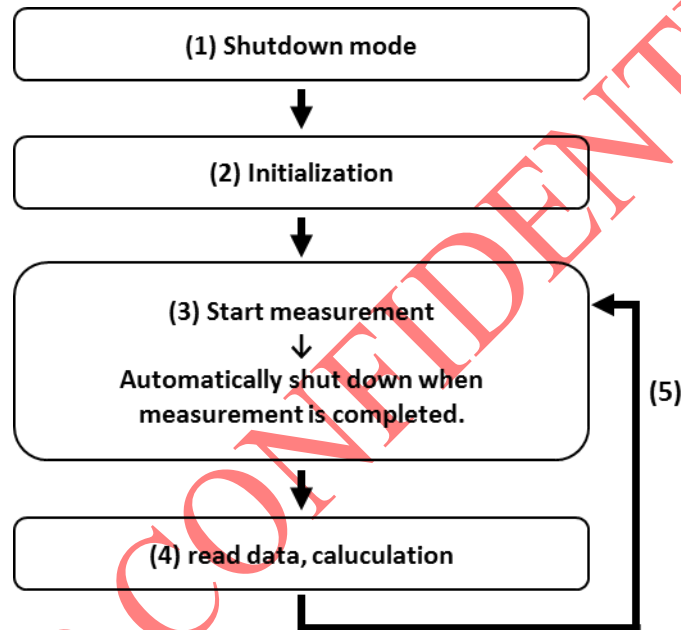 (1) Shutdown mode
(2) Initialization
(3) Start measurement
↓
Automatically shut down when
measurement is completed.
(5)
(4) read data, caluculation
CONFIDENT